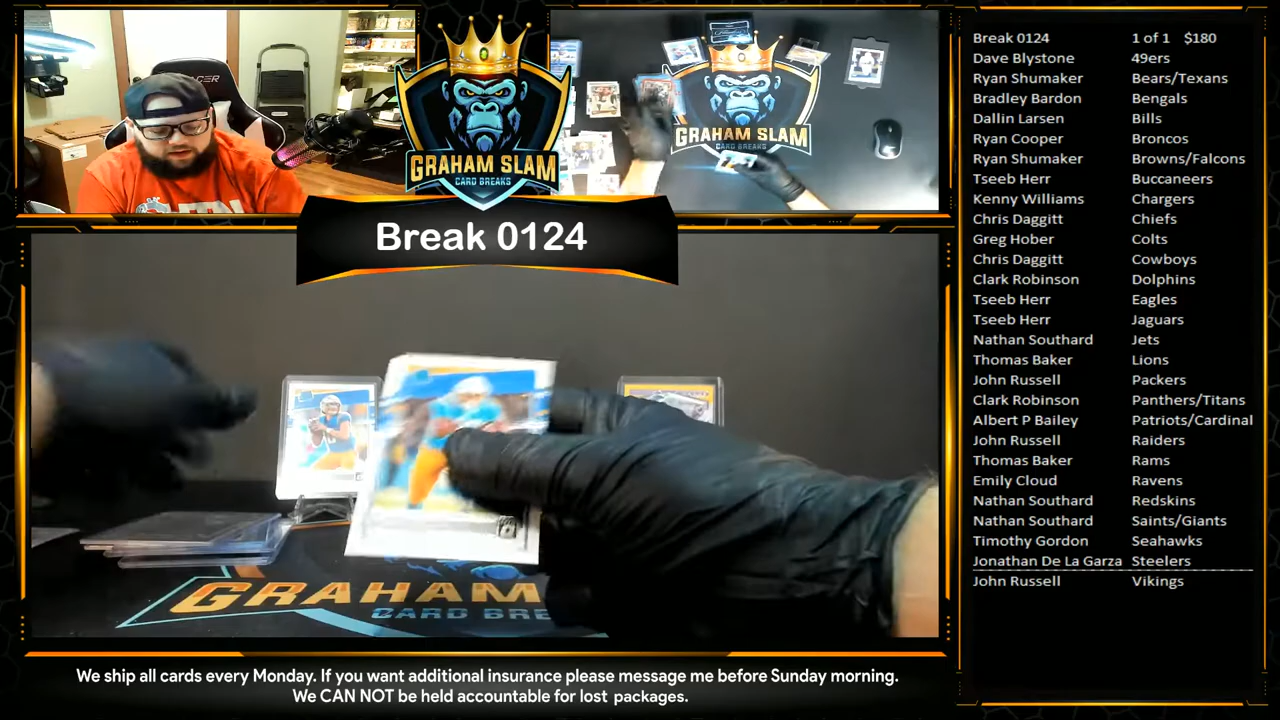 GRAHAM SLAM
CARD BREAKS
GRAHAM SLAM
CARD BREAKS
Break 0124
GRAHAM
CARD BRE
We ship all cards every Monday. If you want additional insurance please message me before Sunday morning.
We CAN NOT be held accountable for lost packages.
Break 0124 1 of 1 $180
Dave Blystone 49ers
Ryan Shumaker Bears/Texans
Bradley Bardon Bengals
Dallin Larsen Bills
Ryan Cooper Broncos
Ryan Shumaker Browns/Falcons
Tseeb Herr Buccaneers
Kenny Williams Chargers
Chris Daggitt Chiefs
Greg Hober Colts
Chris Daggitt Cowboys
Clark Robinson Dolphins
Tseeb Herr Eagles
Tseeb Herr Jaguars
Nathan Southard Jets
Thomas Baker Lions
John Russell Packers
Clark Robinson Panthers/Titans
Albert P Bailey Patriots/Cardinal
John Russell Raiders
Thomas Baker Rams
Emily Cloud Ravens
Nathan Southard Redskins
Nathan Southard Saints/Giants
Timothy Gordon Seahawks
Jonathan De La Garza Steelers
John Russell Vikings